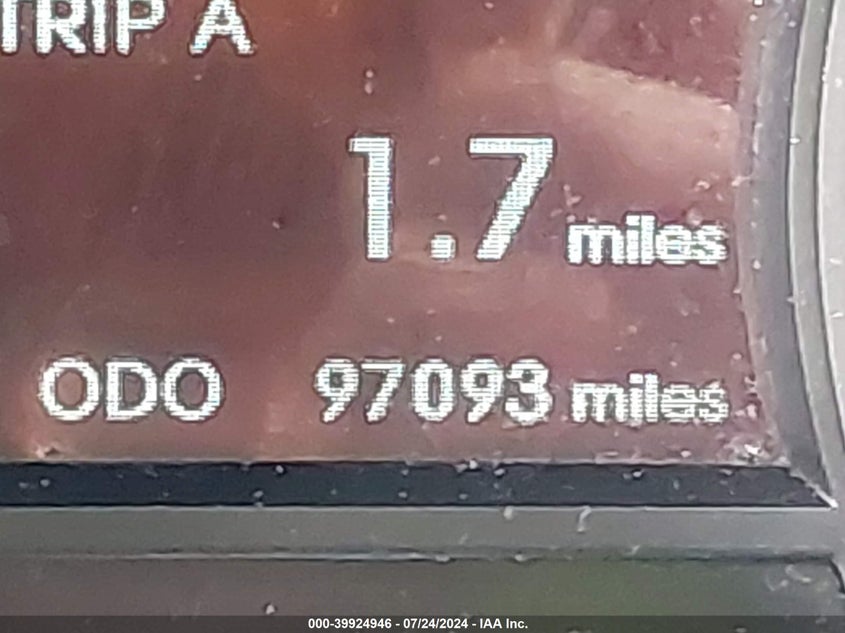 TRIP A
1.7 miles
ODO 97093 miles
000-39924946 - 07/24/2024 - IAA Inc.